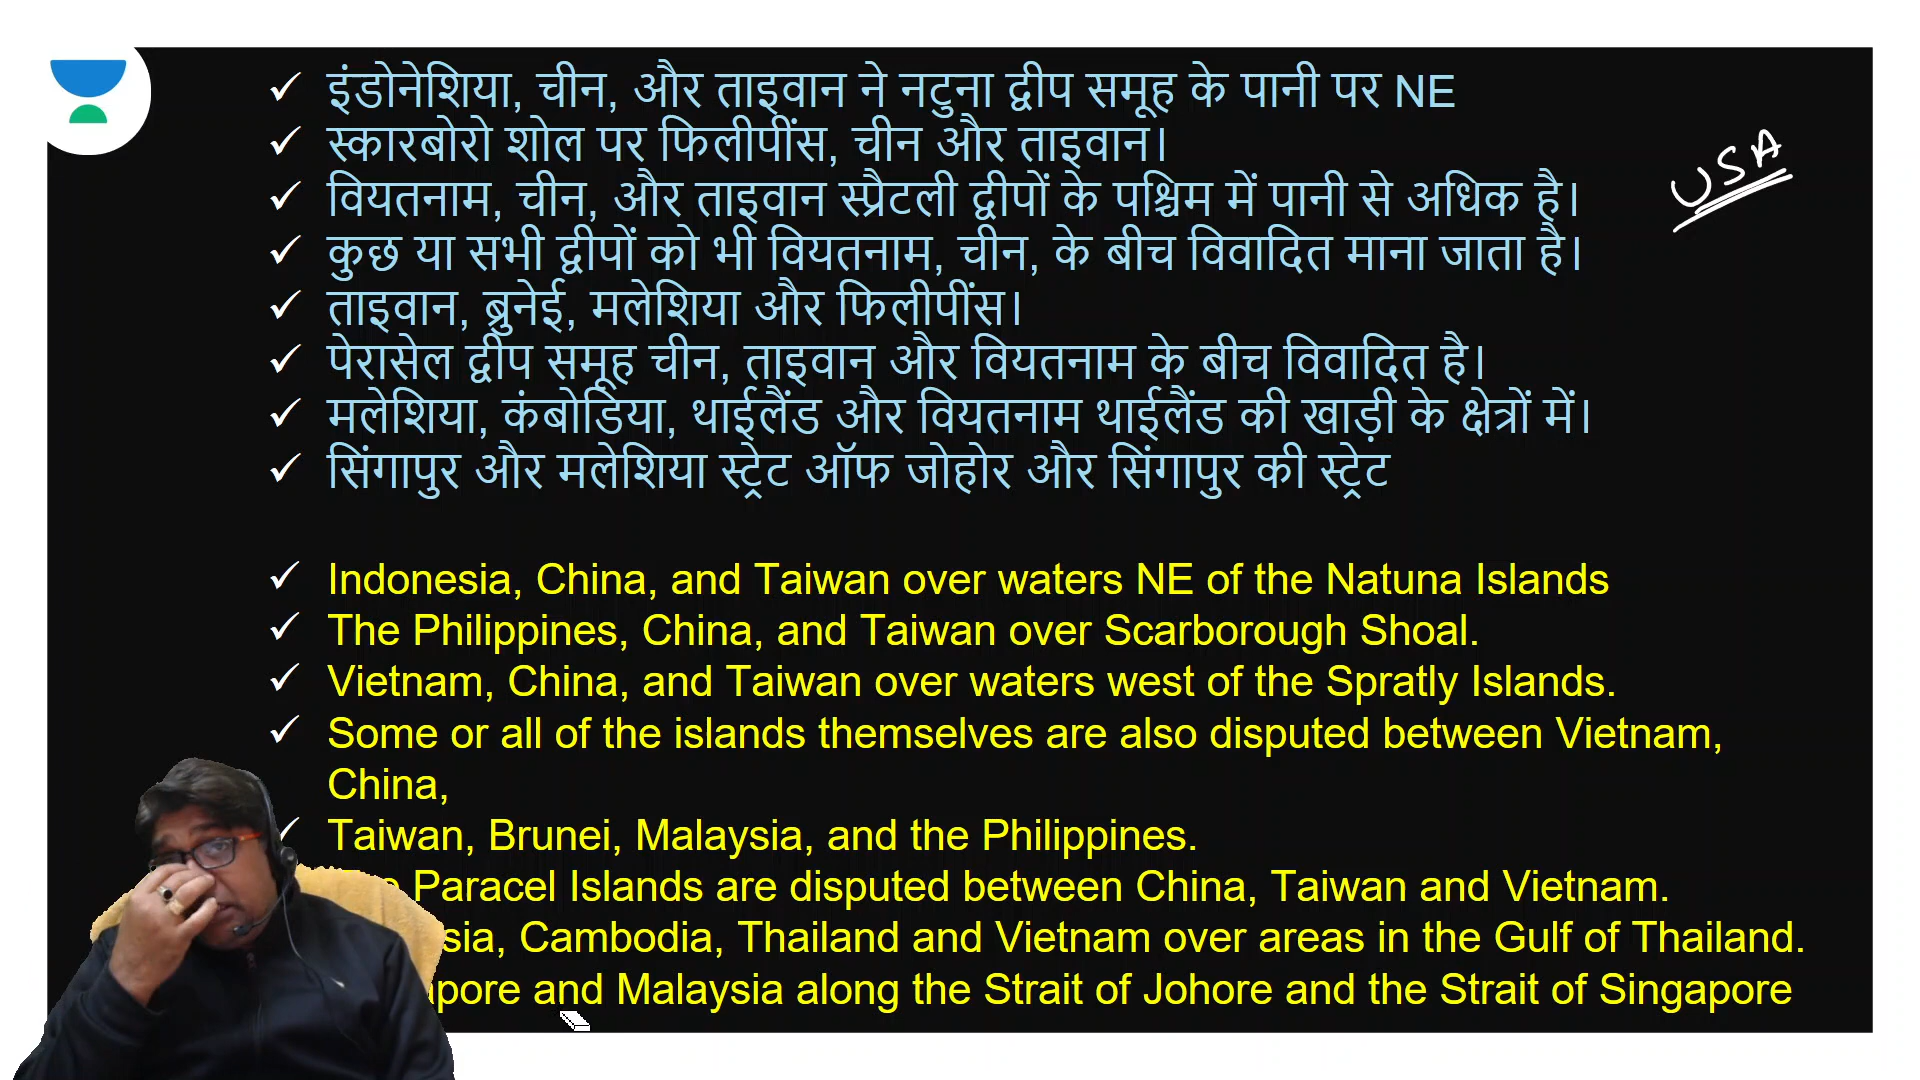 इंडोनेशिया, चीन, और ताइवान ने नटुना द्वीप समूह के पानी पर NE
स्कारबोरो शोल पर फिलीपींस, चीन और ताइवान।
वियतनाम, चीन, और ताइवान स्प्रैटली द्वीपों के पश्चिम में पानी से अधिक है।
कुछ या सभी द्वीपों को भी वियतनाम, चीन, के बीच विवादित माना जाता है।
ताइवान, ब्रुनेई, मलेशिया और फिलीपींस।
पेरासेल द्वीप समूह चीन, ताइवान और वियतनाम के बीच विवादित है।
मलेशिया, कंबोडिया, थाईलैंड और वियतनाम थाईलैंड की खाड़ी के क्षेत्रों में।
सिंगापुर और मलेशिया स्ट्रेट ऑफ जोहोर और सिंगापुर की स्ट्रेट
USA
Indonesia, China, and Taiwan over waters NE of the Natuna Islands
The Philippines, China, and Taiwan over Scarborough Shoal.
Vietnam, China, and Taiwan over waters west of the Spratly Islands.
Some or all of the islands themselves are also disputed between Vietnam,
China,
Taiwan, Brunei, Malaysia, and the Philippines.
Paracel Islands are disputed between China, Taiwan and Vietnam.
sia, Cambodia, Thailand and Vietnam over areas in the Gulf of Thailand.
pore and Malaysia along the Strait of Johore and the Strait of Singapore